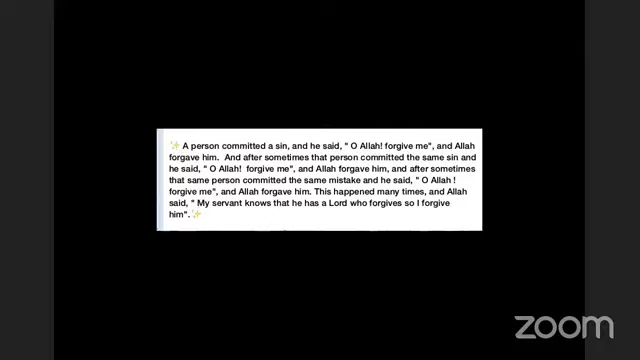 ✨ A person committed a sin, and he said, " O Allah! forgive me", and Allah
forgave him.  And after sometimes that person committed the same sin and
he said, " O Allah!  forgive me", and Allah forgave him, and after sometimes
that same person committed the same mistake and he said, " O Allah !
forgive me", and Allah forgave him. This happened many times, and Allah
said, " My servant knows that he has a Lord who forgives so I forgive
him".✨
zoom